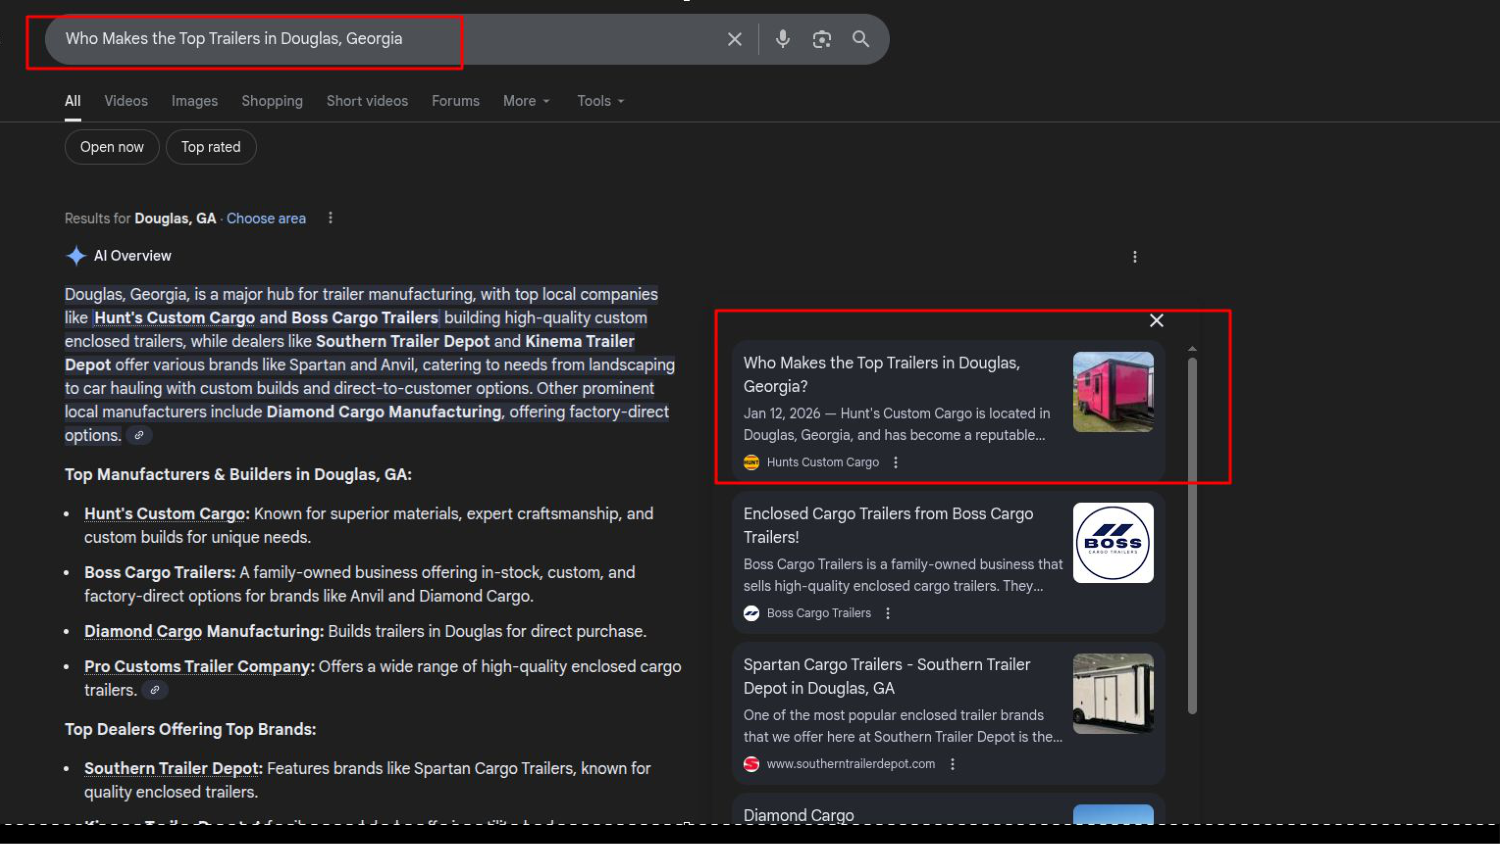 Who Makes the Top Trailers in Douglas, Georgia
All Videos Images Shopping Short videos Forums More Tools
Open now Top rated
Results for Douglas, GA · Choose area
AI Overview
Douglas, Georgia, is a major hub for trailer manufacturing, with top local companies
like Hunt's Custom Cargo and Boss Cargo Trailers building high-quality custom
enclosed trailers, while dealers like Southern Trailer Depot and Kinema Trailer
Depot offer various brands like Spartan and Anvil, catering to needs from landscaping
to car hauling with custom builds and direct-to-customer options. Other prominent
local manufacturers include Diamond Cargo Manufacturing, offering factory-direct
options.
Top Manufacturers & Builders in Douglas, GA:
• Hunt's Custom Cargo: Known for superior materials, expert craftsmanship, and
custom builds for unique needs.
• Boss Cargo Trailers: A family-owned business offering in-stock, custom, and
factory-direct options for brands like Anvil and Diamond Cargo.
• Diamond Cargo Manufacturing: Builds trailers in Douglas for direct purchase.
• Pro Customs Trailer Company: Offers a wide range of high-quality enclosed cargo
trailers.
Top Dealers Offering Top Brands:
• Southern Trailer Depot: Features brands like Spartan Cargo Trailers, known for
quality enclosed trailers.
Who Makes the Top Trailers in Douglas,
Georgia?
Jan 12, 2026 — Hunt's Custom Cargo is located in
Douglas, Georgia, and has become a reputable...
Hunts Custom Cargo
Enclosed Cargo Trailers from Boss Cargo
Trailers!
Boss Cargo Trailers is a family-owned business that
sells high-quality enclosed cargo trailers. They...
Boss Cargo Trailers
BOSS
CARGO TRAILERS
Spartan Cargo Trailers - Southern Trailer
Depot in Douglas, GA
One of the most popular enclosed trailer brands
that we offer here at Southern Trailer Depot is the...
www.southerntrailerdepot.com
Diamond Cargo